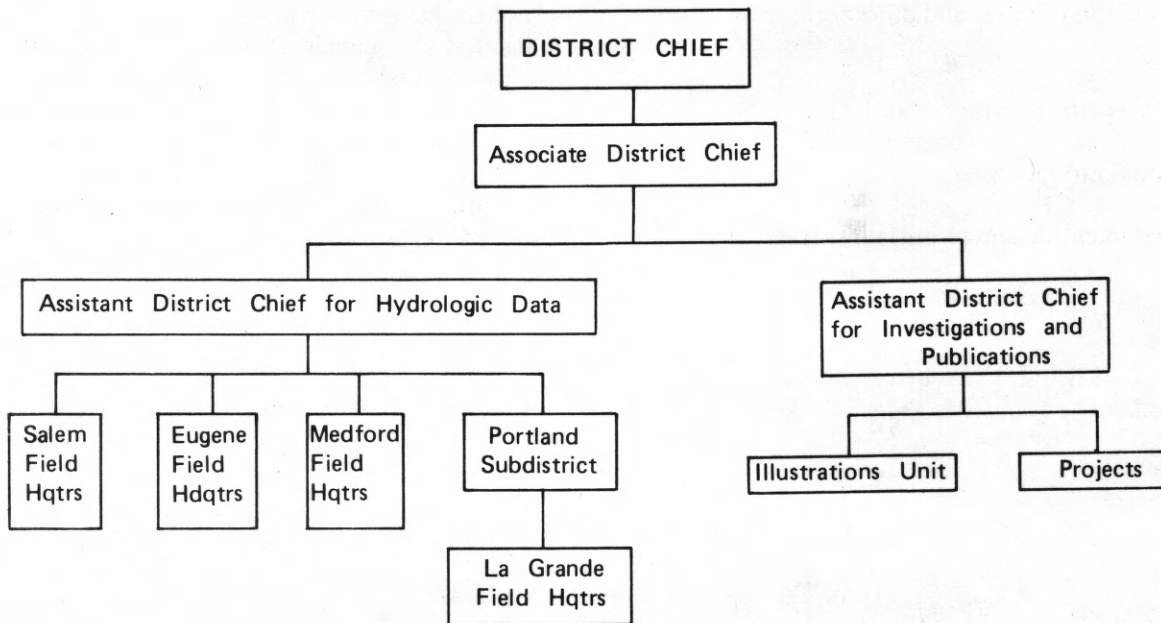 DISTRICT CHIEF
Associate District Chief
Assistant District Chief for Hydrologic Data
Assistant District Chief
for Investigations and
Publications
Salem
Field
Hqtrs
Eugene
Field
Hdqtrs
Medford
Field
Hqtrs
Portland
Subdistrict
La Grande
Field Hqtrs
Illustrations Unit
Projects